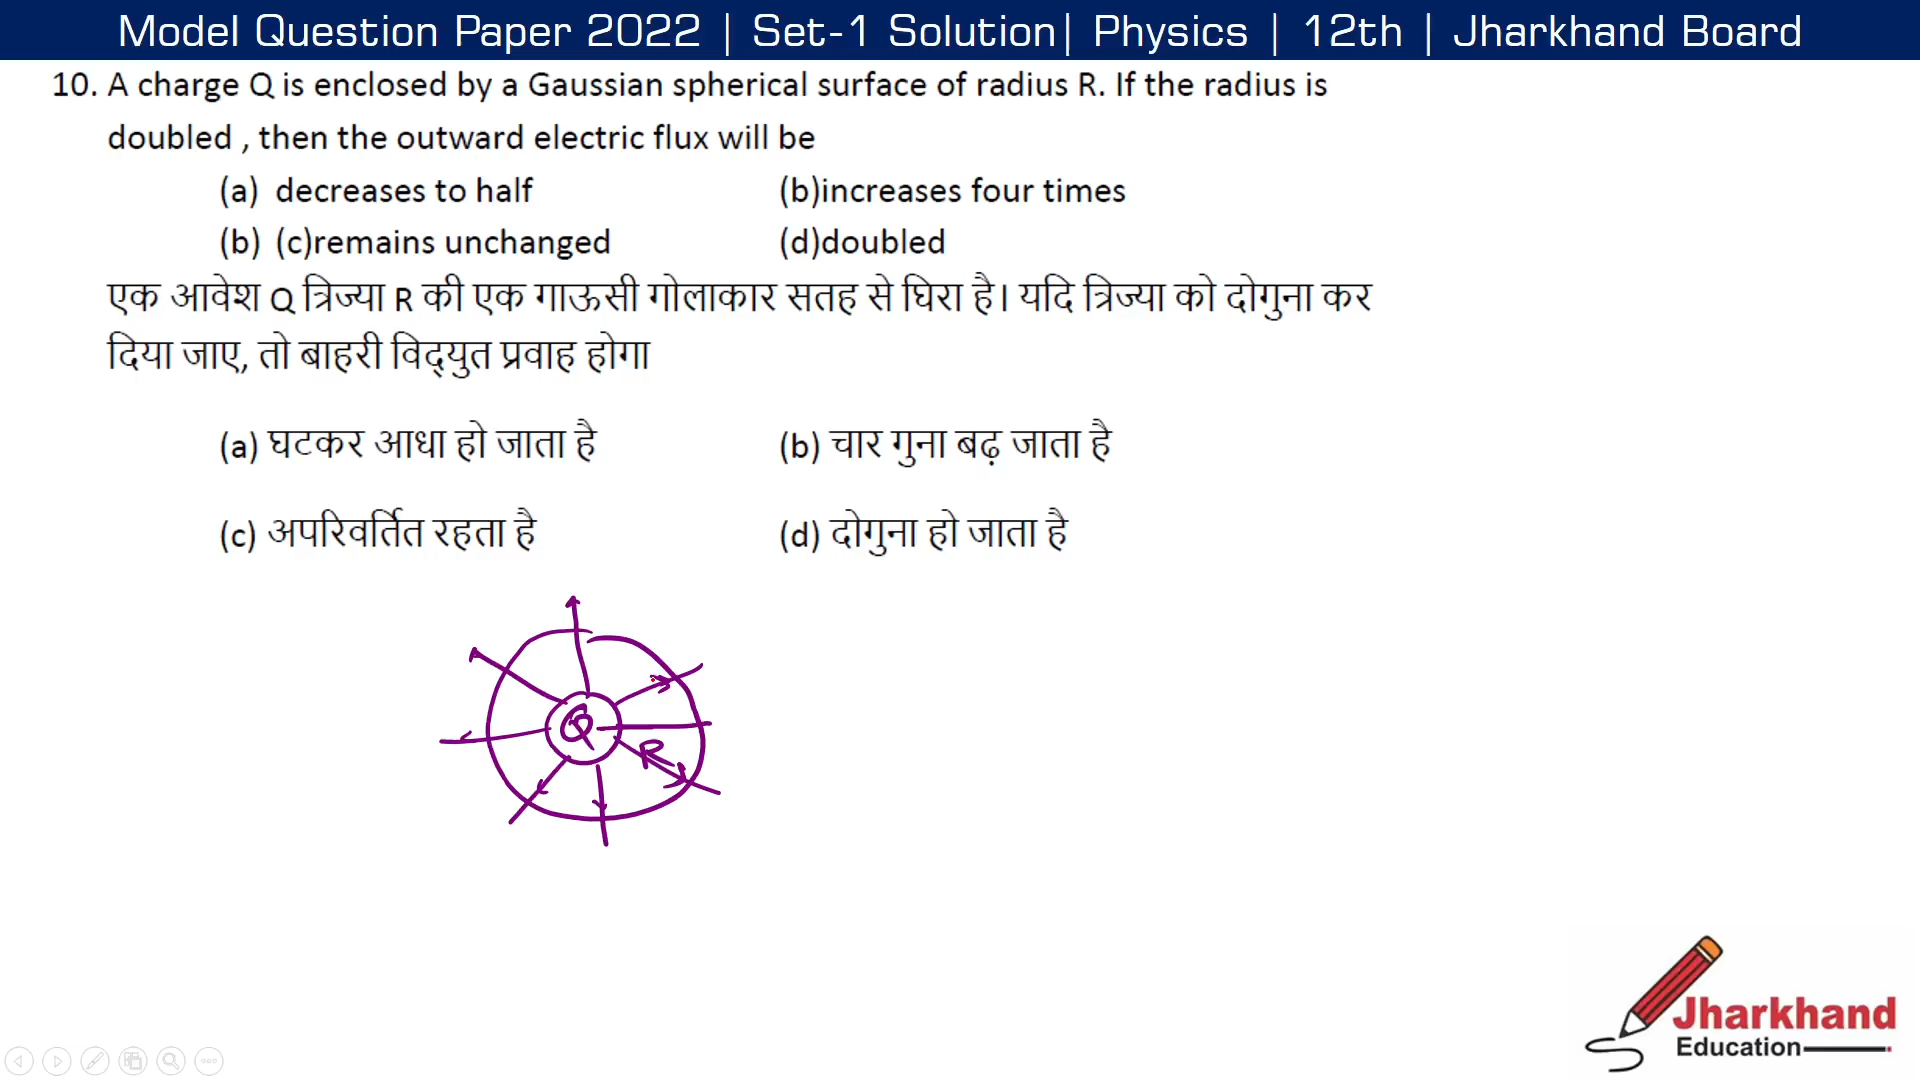 Model Question Paper 2022 | Set-1 Solution| Physics | 12th | Jharkhand Board
10. A charge Q is enclosed by a Gaussian spherical surface of radius R. If the radius is
doubled , then the outward electric flux will be
(a) decreases to half (b)increases four times
(b) (c)remains unchanged (d)doubled
एक आवेश Q त्रिज्या R की एक गाऊसी गोलाकार सतह से घिरा है। यदि त्रिज्या को दोगुना कर
दिया जाए, तो बाहरी विद्युत प्रवाह होगा
(a) घटकर आधा हो जाता है (b) चार गुना बढ़ जाता है
(c) अपरिवर्तित रहता है (d) दोगुना हो जाता है
Q
R
Jharkhand
Education